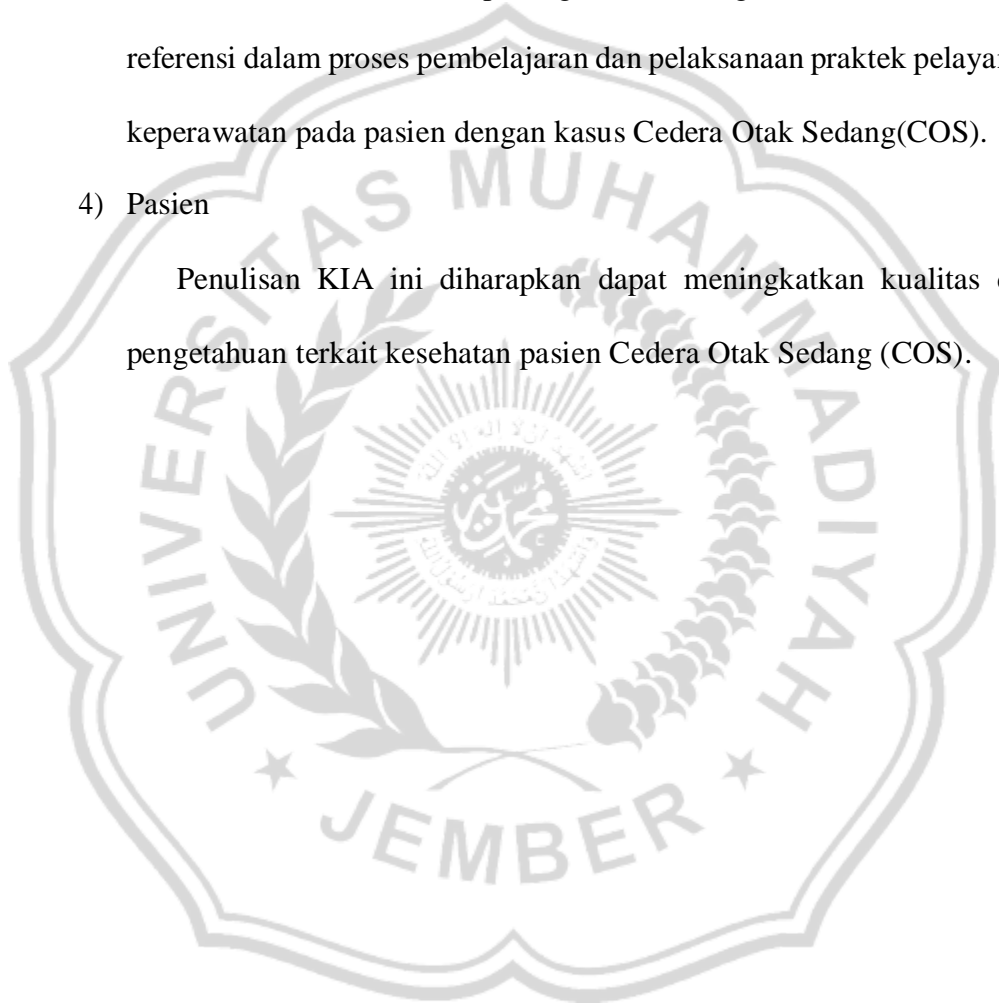 referensi dalam proses pembelajaran dan pelaksanaan praktek
keperawatan pada pasien dengan kasus Cedera Otak Sedang(COS).
4) Pasien
Penulisan KIA ini diharapkan dapat meningkatkan kualitas
pengetahuan terkait kesehatan pasien Cedera Otak Sedang (COS).
UNIVERSITAS MUHAMMADIYAH
JEMBER